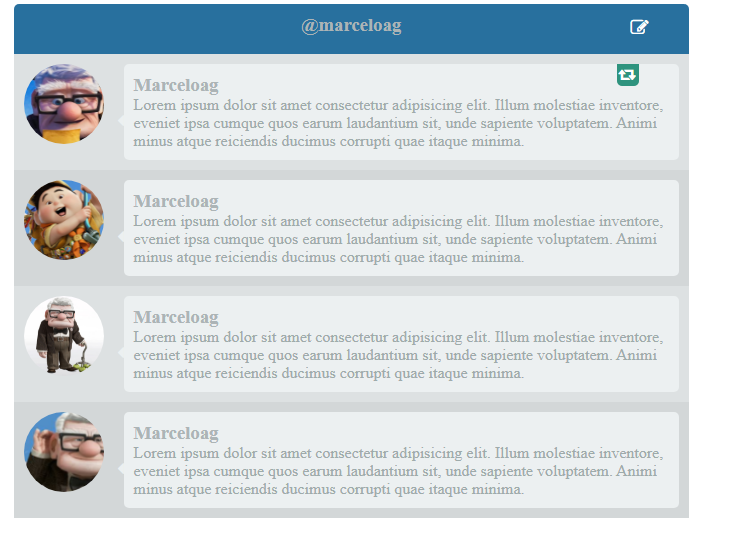 @marceloag
Marceloag
Lorem ipsum dolor sit amet consectetur adipisicing elit. Illum molestiae inventore,
eveniet ipsa cumque quos earum laudantium sit, unde sapiente voluptatem. Animi
minus atque reiciendis ducimus corrupti quae itaque minima.
Marceloag
Lorem ipsum dolor sit amet consectetur adipisicing elit. Illum molestiae inventore,
eveniet ipsa cumque quos earum laudantium sit, unde sapiente voluptatem. Animi
minus atque reiciendis ducimus corrupti quae itaque minima.
Marceloag
Lorem ipsum dolor sit amet consectetur adipisicing elit. Illum molestiae inventore,
eveniet ipsa cumque quos earum laudantium sit, unde sapiente voluptatem. Animi
minus atque reiciendis ducimus corrupti quae itaque minima.
Marceloag
Lorem ipsum dolor sit amet consectetur adipisicing elit. Illum molestiae inventore,
eveniet ipsa cumque quos earum laudantium sit, unde sapiente voluptatem. Animi
minus atque reiciendis ducimus corrupti quae itaque minima.